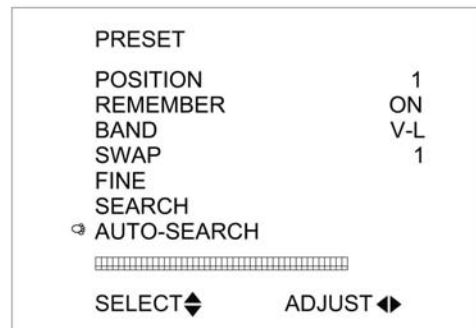 PRESET
POSITION 1
REMEMBER ON
BAND V-L
SWAP 1
FINE
SEARCH
AUTO-SEARCH
SELECT ADJUST